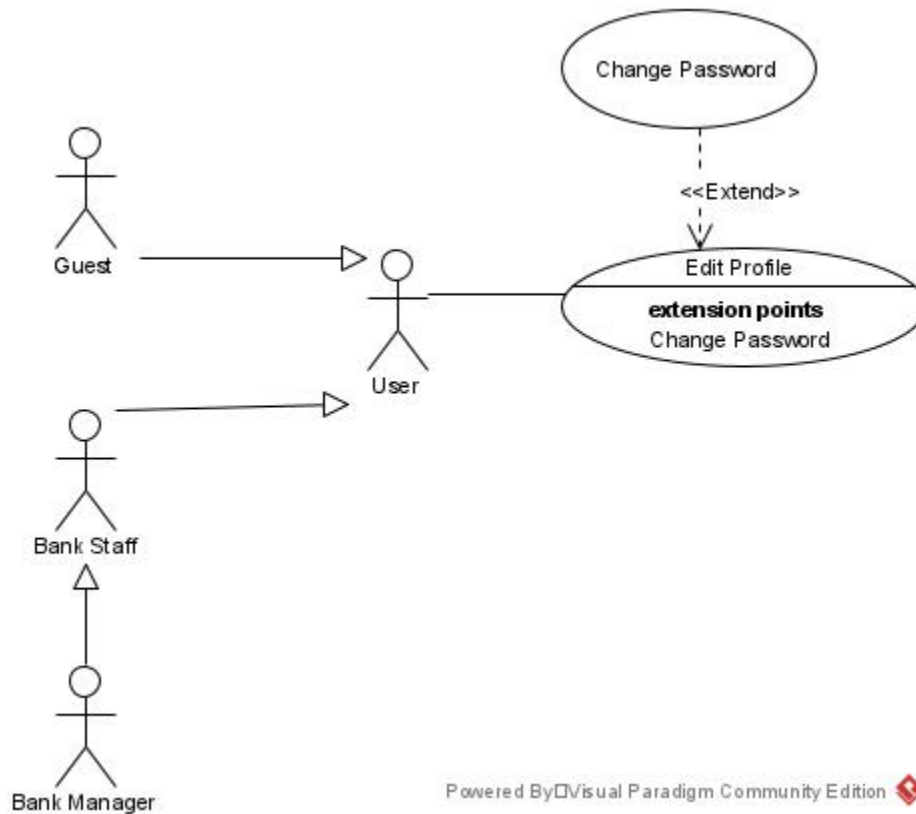 Change Password
<<Extend>>
Guest
Edit Profile
extension points
Change Password
User
Bank Staff
Bank Manager
Powered By□Visual Paradigm Community Edition